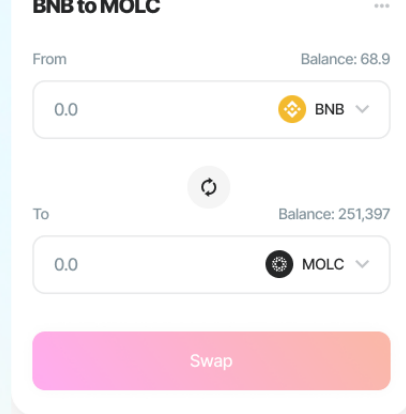 BNB to MOLC
From Balance: 68.9
0.0 BNB
To Balance: 251,397
0.0 MOLC
Swap